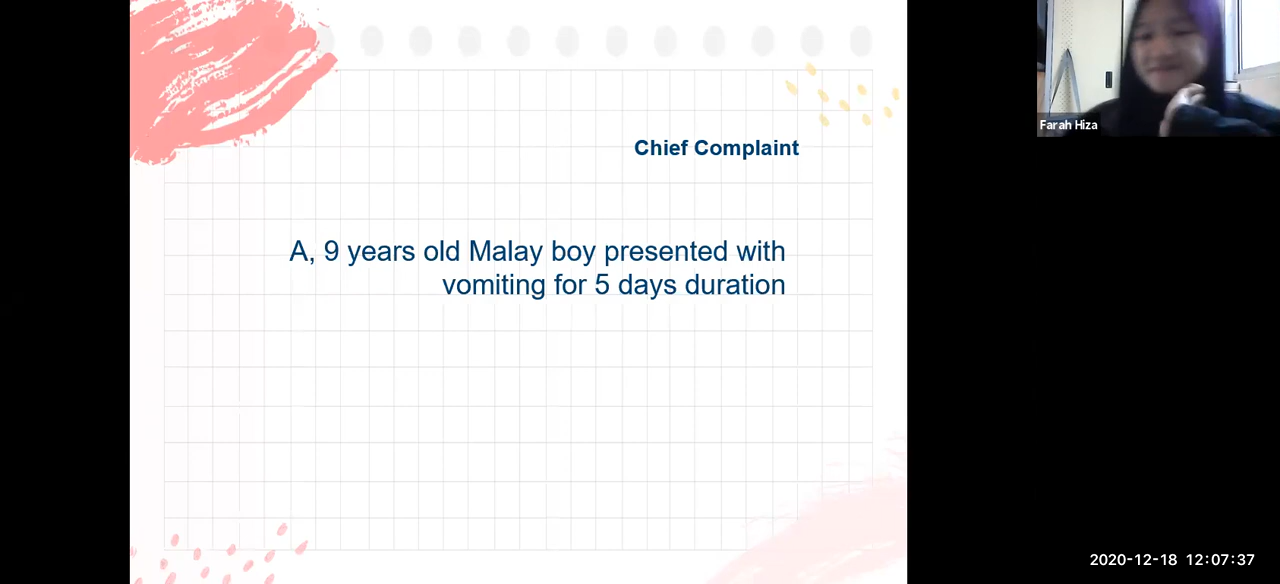 Chief Complaint
A, 9 years old Malay boy presented with
vomiting for 5 days duration
Farah Hiza
2020-12-18 12:07:37